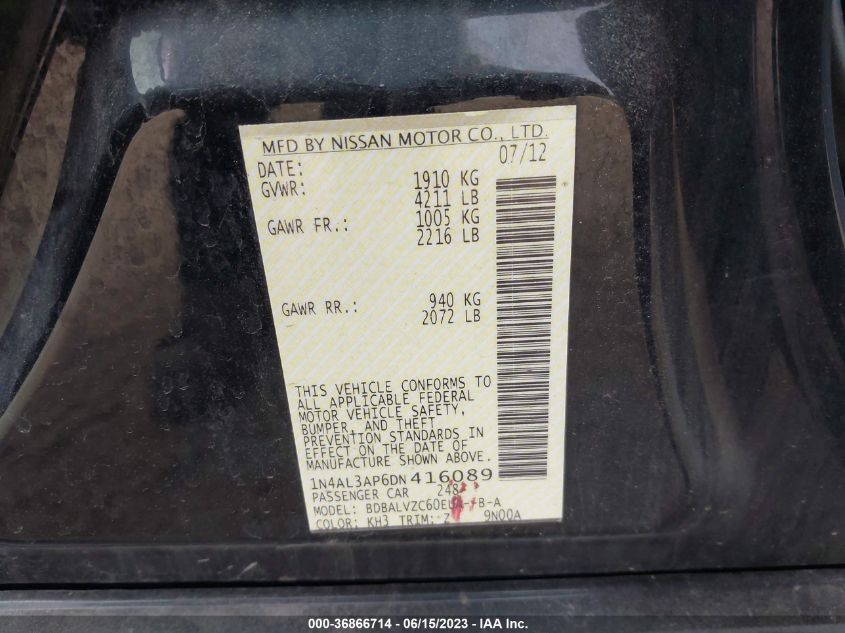 MFD BY NISSAN MOTOR CO., LTD.
DATE: 07/12
GVWR: 1910 KG
4211 LB
GAWR FR.: 1005 KG
2216 LB
GAWR RR.: 940 KG
2072 LB
THIS VEHICLE CONFORMS TO
ALL APPLICABLE FEDERAL
MOTOR VEHICLE SAFETY,
BUMPER, AND THEFT
PREVENTION STANDARDS IN
EFFECT ON THE DATE OF
MANUFACTURE SHOWN ABOVE.
1N4AL3AP6DN416089
PASSENGER CAR
MODEL:
COLOR: KH3 TRIM: 9N00A
000-36866714 - 06/15/2023 - IAA Inc.